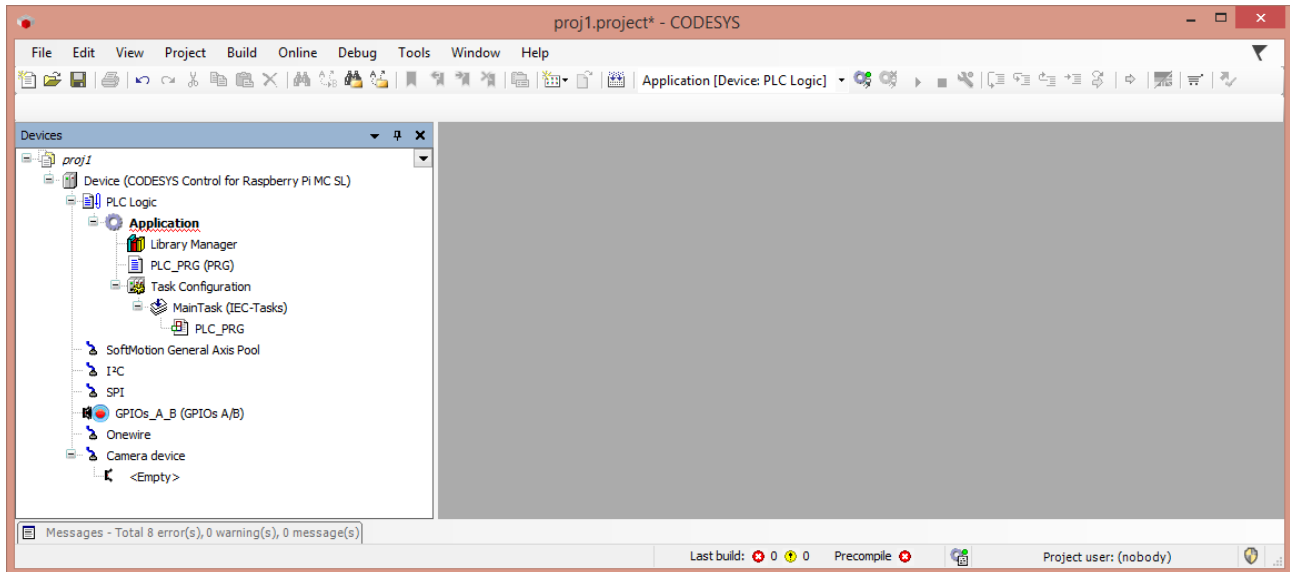 proj1.project* - CODESYS
File Edit View Project Build Online Debug Tools Window Help
Application [Device: PLC Logic]
Devices
proj1
Device (CODESYS Control for Raspberry Pi MC SL)
PLC Logic
Application
Library Manager
PLC_PRG (PRG)
Task Configuration
MainTask (IEC-Tasks)
PLC_PRG
SoftMotion General Axis Pool
I²C
SPI
GPIOs_A_B (GPIOs A/B)
Onewire
Camera device
<Empty>
Messages - Total 8 error(s), 0 warning(s), 0 message(s)
Last build: 0 0 Precompile Project user: (nobody)